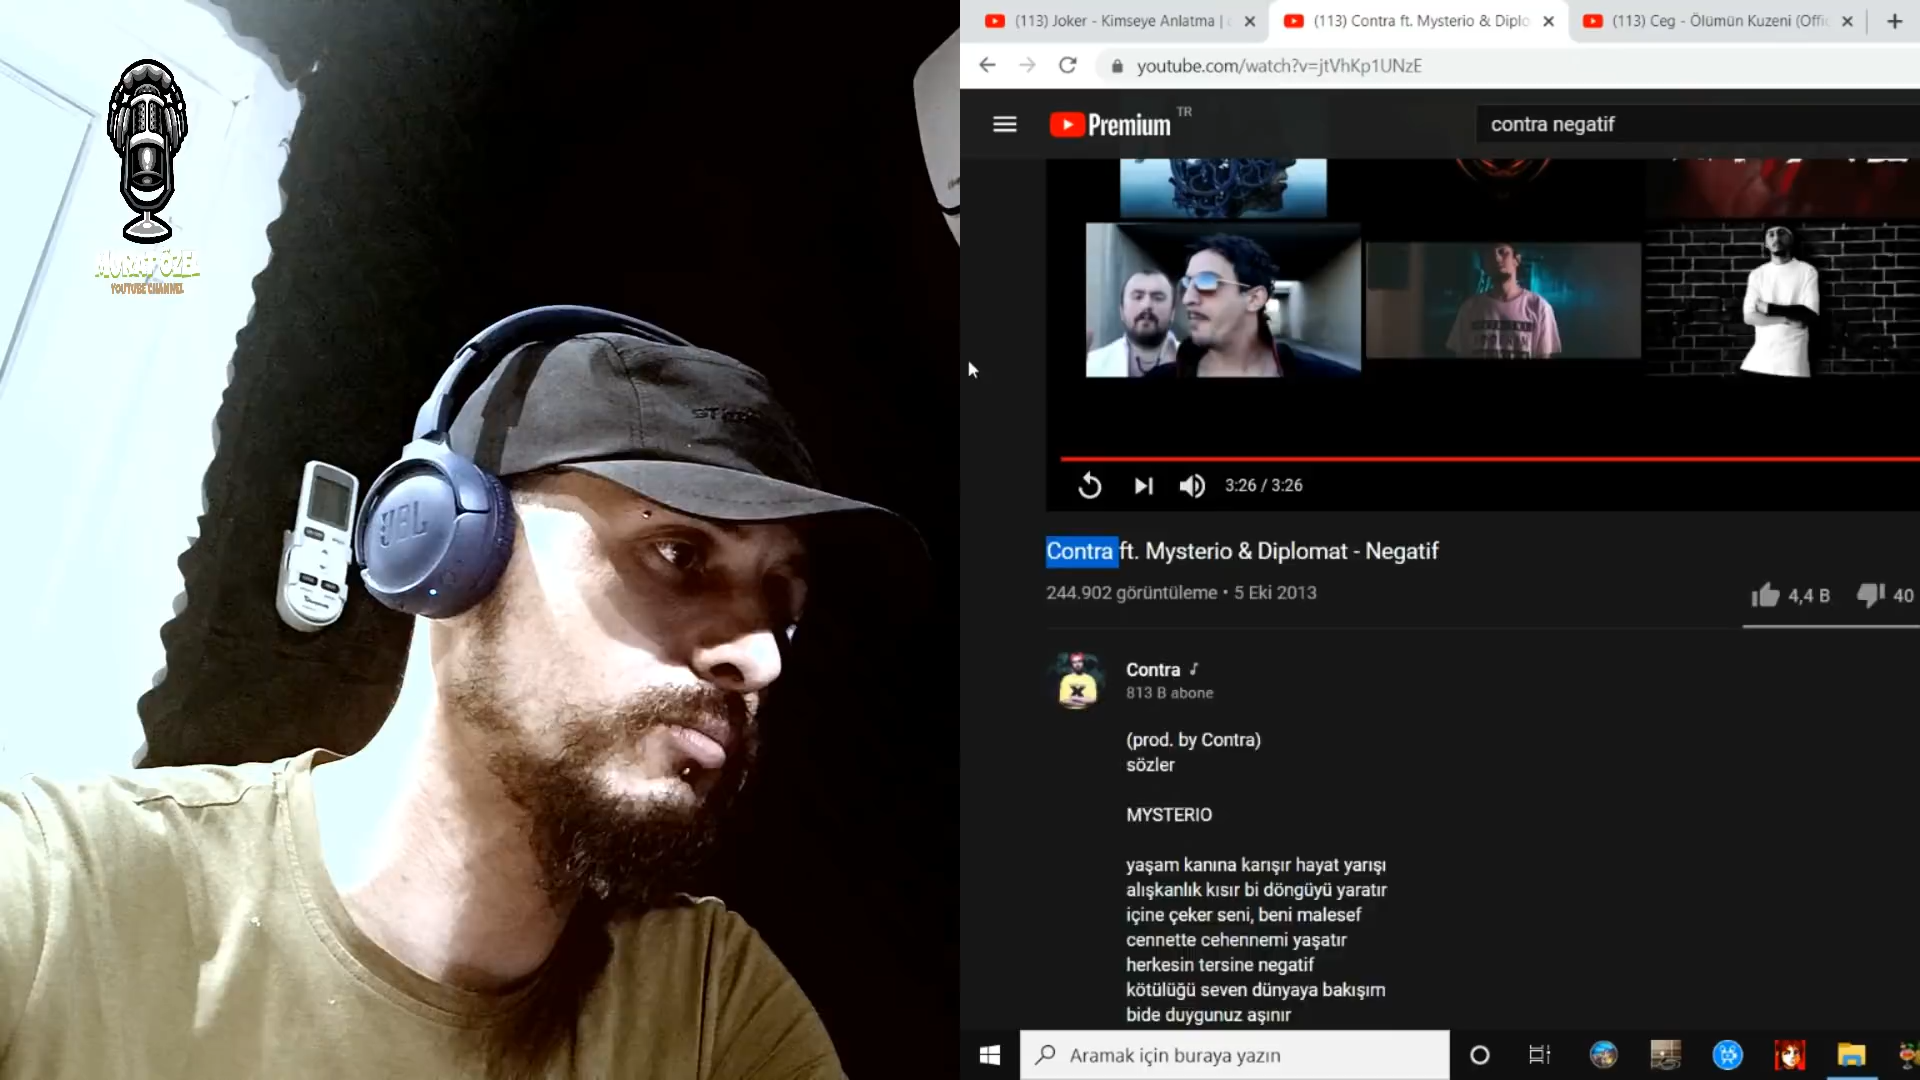 MURAT ÖZEL
YOUTUBE CHANNEL
JBL
(113) Joker - Kimseye Anlatma |
(113) Contra ft. Mysterio & Diplo
(113) Ceg - Ölümün Kuzeni (Offic
youtube.com/watch?v=jtVhKp1UNzE
Premium TR
contra negatif
3:26 / 3:26
Contra ft. Mysterio & Diplomat - Negatif
244.902 görüntüleme • 5 Eki 2013
4,4 B
40
Contra
813 B abone
(prod. by Contra)
sözler
MYSTERIO
yaşam kanına karışır hayat yarışı
alışkanlık kısır bi döngüyü yaratır
içine çeker seni, beni malesef
cennette cehennemi yaşatır
herkesin tersine negatif
kötülüğü seven dünyaya bakışım
bide duygunuz aşınır
Aramak için buraya yazın